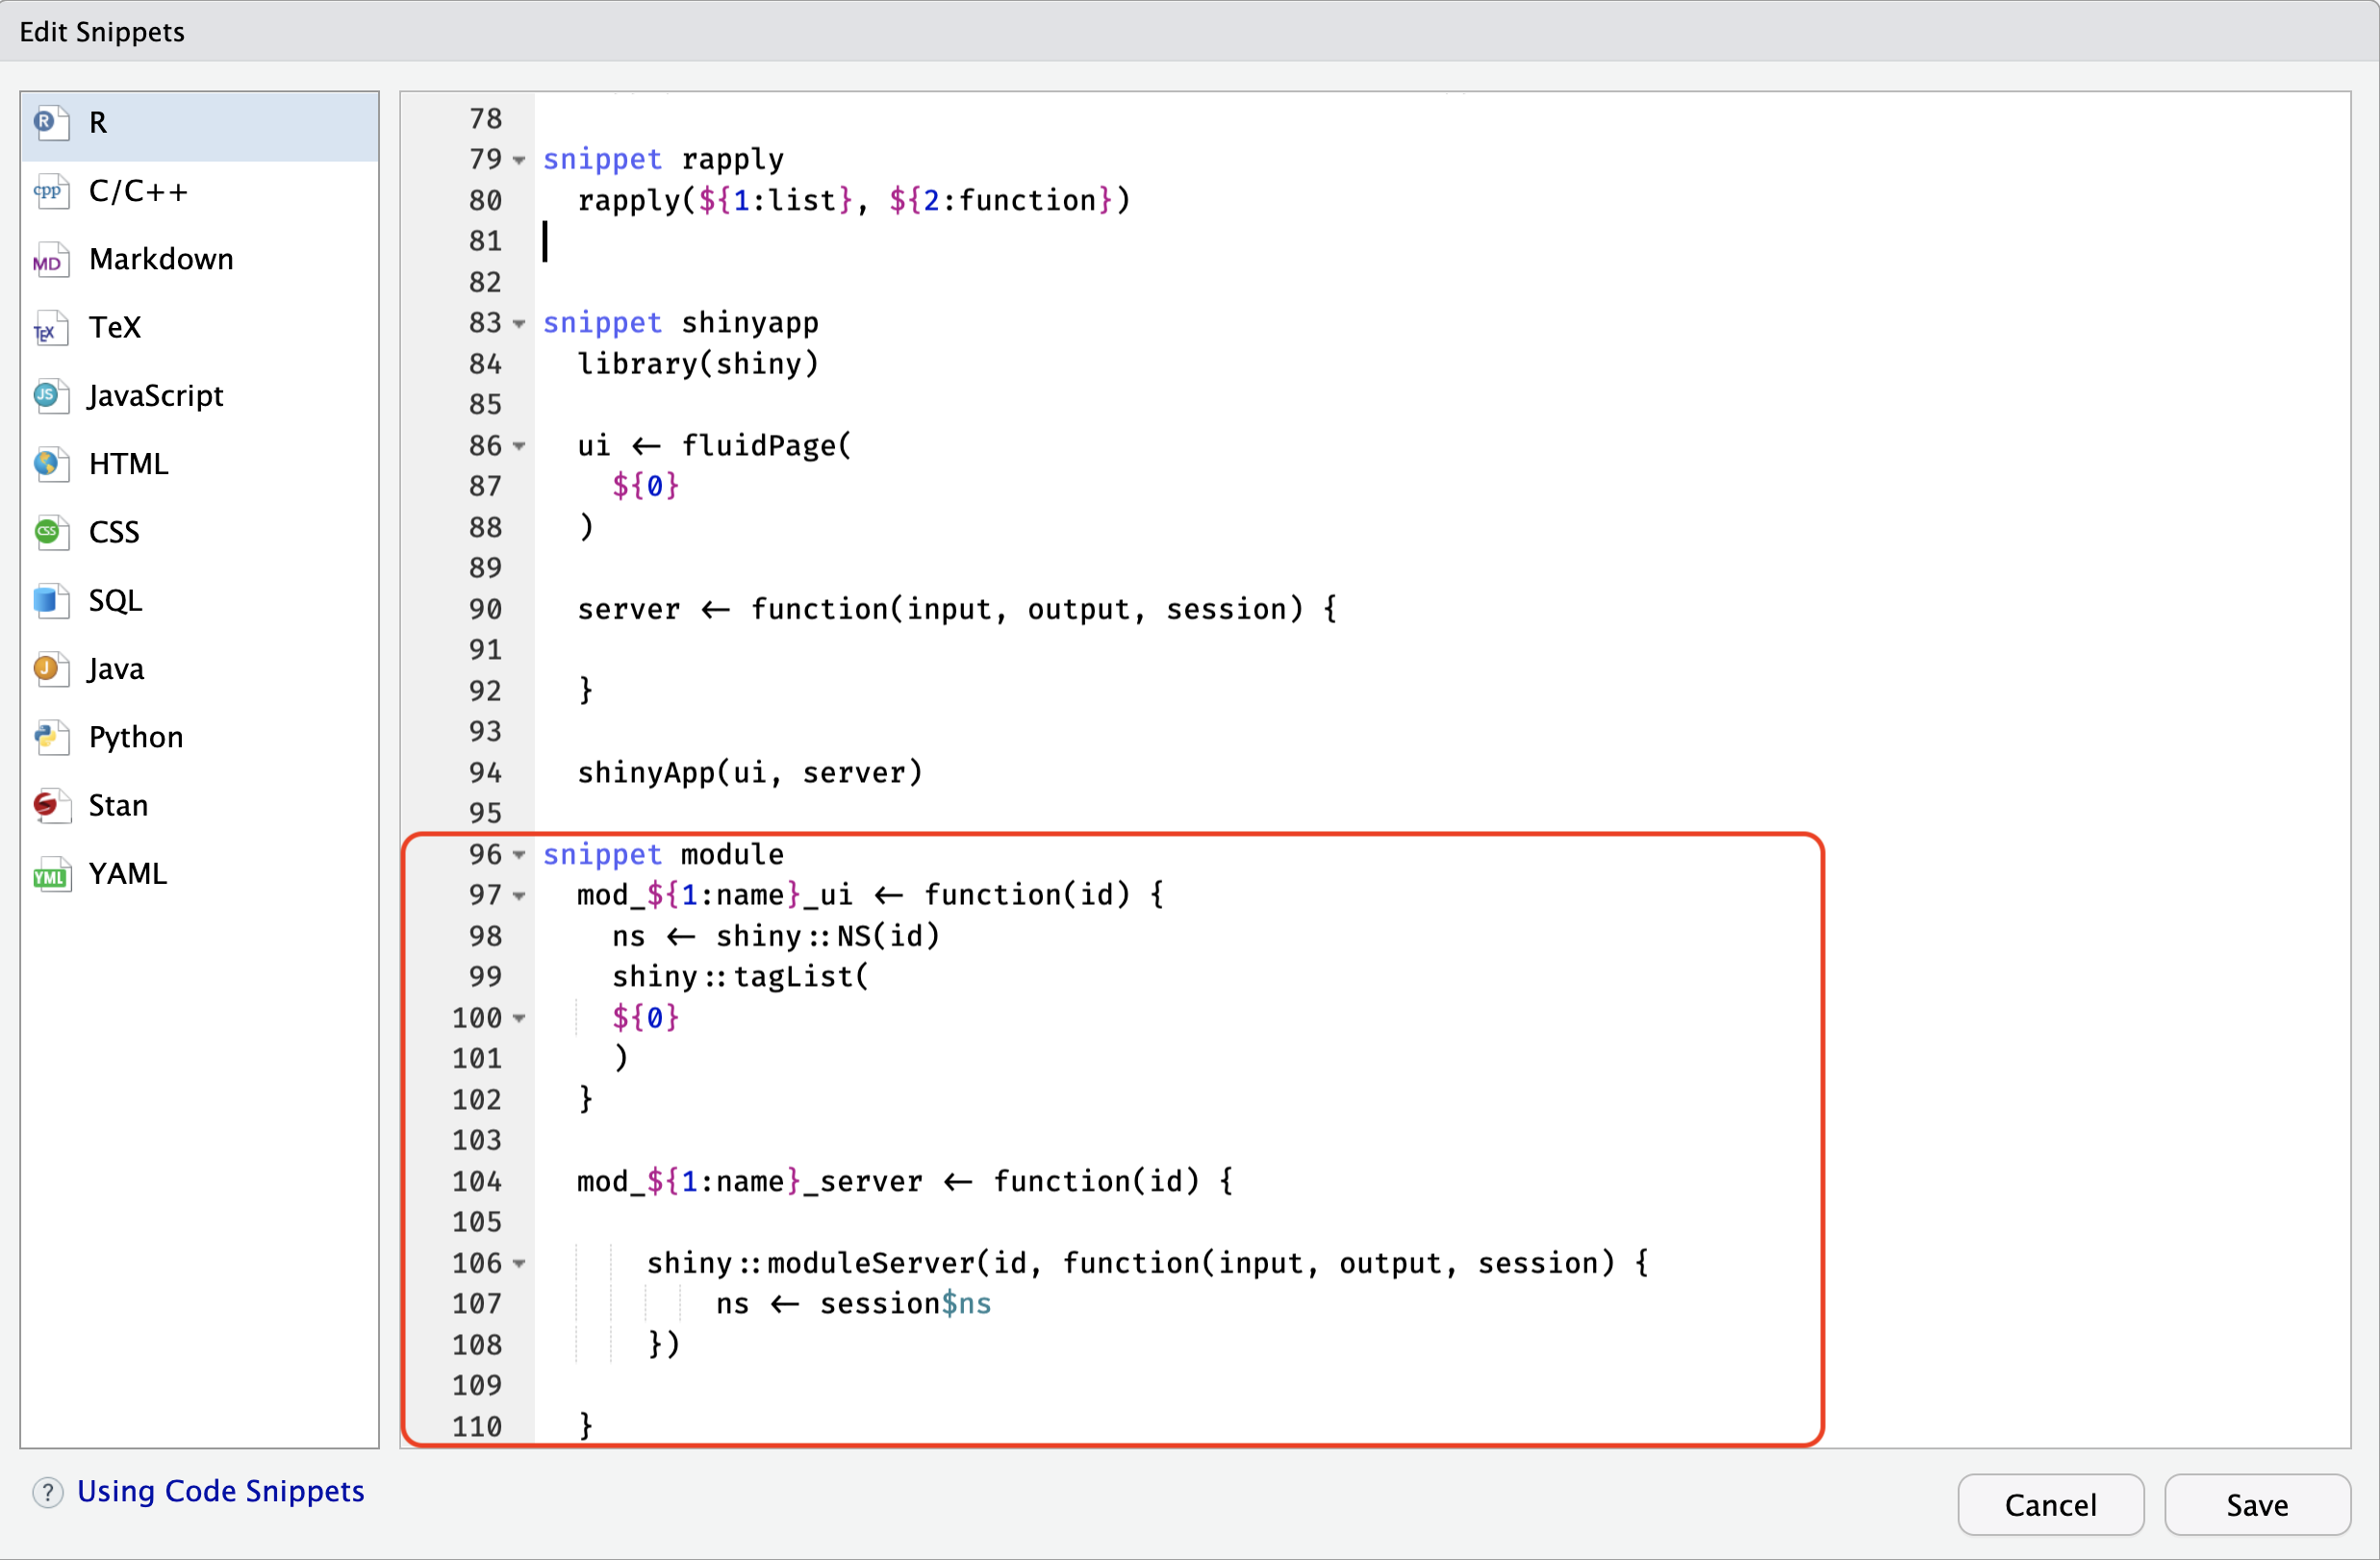 Edit Snippets
R
C/C++
Markdown
TeX
JavaScript
HTML
CSS
SQL
Java
Python
Stan
YAML
78
79 snippet rapply
80   rapply(${1:list}, ${2:function})
81
82
83 snippet shinyapp
84   library(shiny)
85
86   ui <- fluidPage(
87     ${0}
88   )
89
90   server <- function(input, output, session) {
91
92   }
93
94   shinyApp(ui, server)
95
96 snippet module
97   mod_${1:name}_ui <- function(id) {
98     ns <- shiny::NS(id)
99     shiny::tagList(
100     ${0}
101     )
102   }
103
104   mod_${1:name}_server <- function(id) {
105
106       shiny::moduleServer(id, function(input, output, session) {
107           ns <- session$ns
108       })
109
110   }
? Using Code Snippets
Cancel
Save